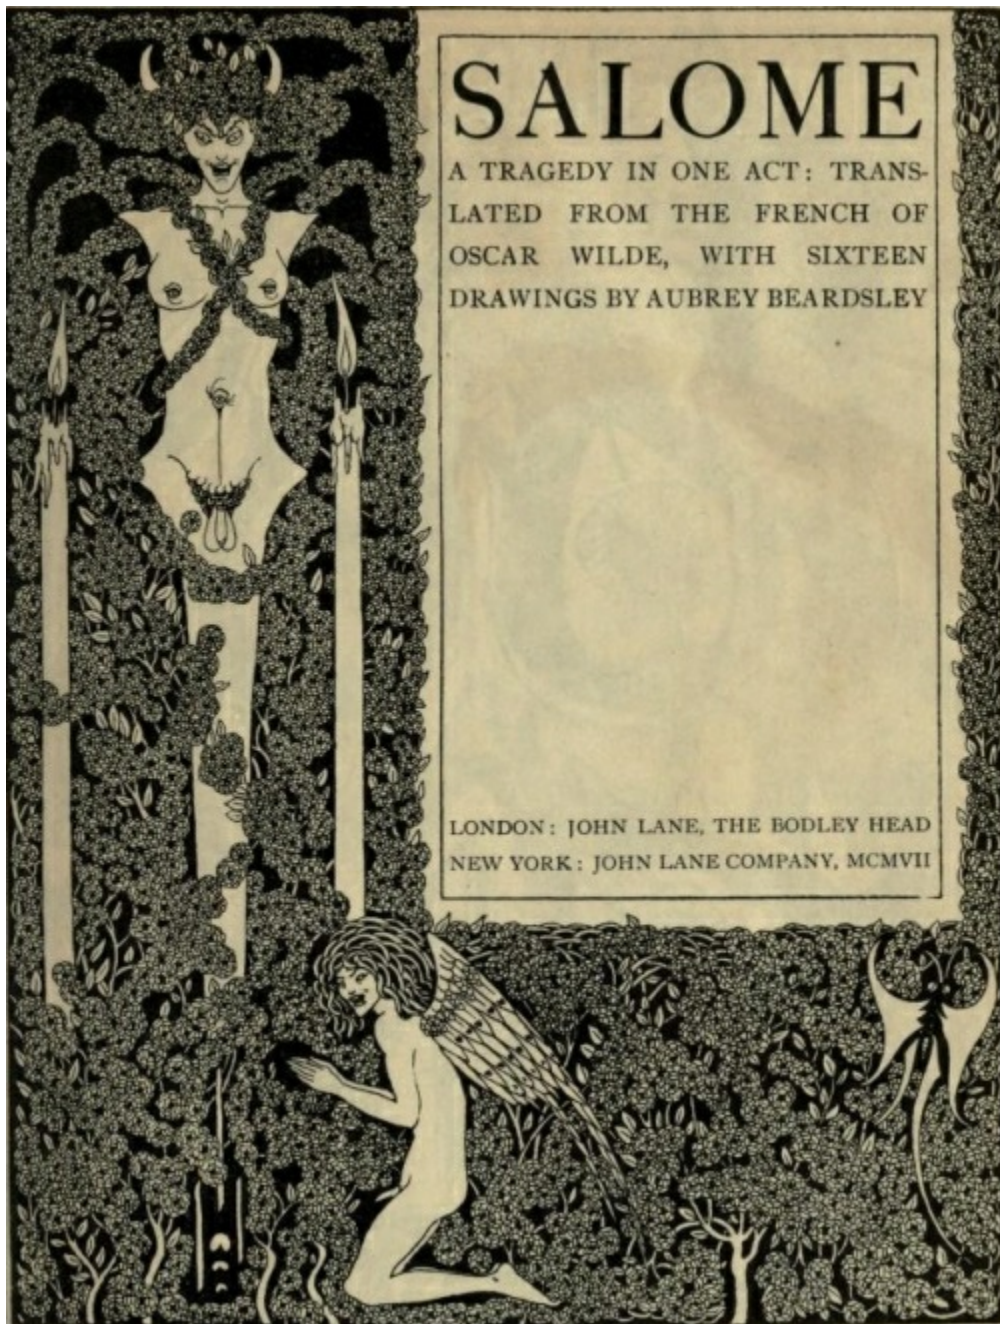 SALOME
A TRAGEDY IN ONE ACT: TRANS-
LATED FROM THE FRENCH OF
OSCAR WILDE, WITH SIXTEEN
DRAWINGS BY AUBREY BEARDSLEY
LONDON: JOHN LANE, THE BODLEY HEAD
NEW YORK: JOHN LANE COMPANY, MCMVII